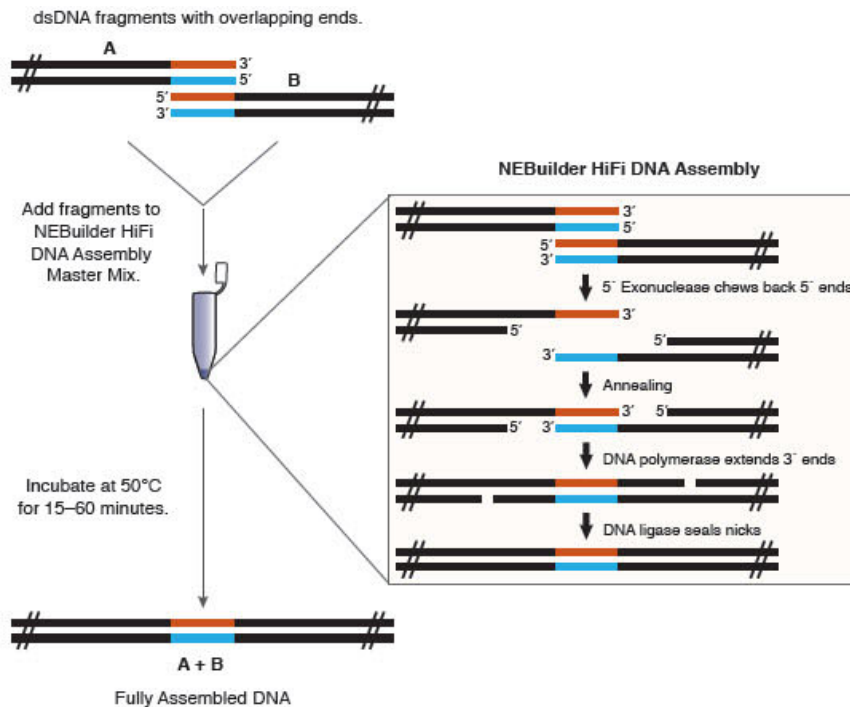 dsDNA fragments with overlapping ends.
A
3′
5′
B
5′
3′
Add fragments to
NEBuilder HiFi
DNA Assembly
Master Mix.
Incubate at 50°C
for 15–60 minutes.
A + B
Fully Assembled DNA
NEBuilder HiFi DNA Assembly
3′
5′
5′
3′
5´ Exonuclease chews back 5´ ends
3′
5′
5′
3′
Annealing
3′ 5′
5′ 3′
DNA polymerase extends 3´ ends
DNA ligase seals nicks